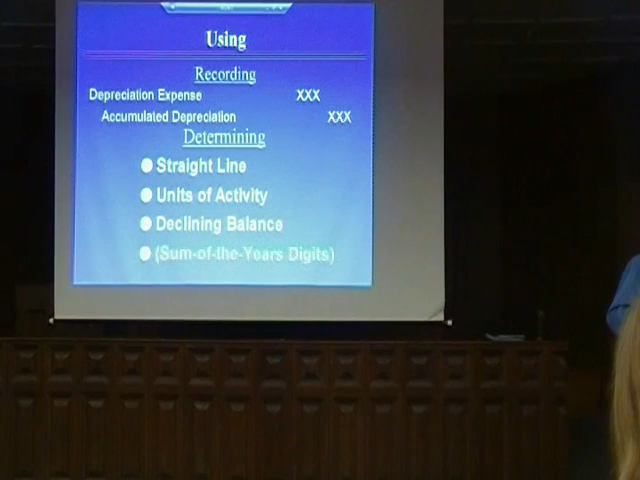 Using
Recording
Depreciation Expense XXX
Accumulated Depreciation XXX
Determining
Straight Line
Units of Activity
Declining Balance
(Sum-of-the-Years Digits)